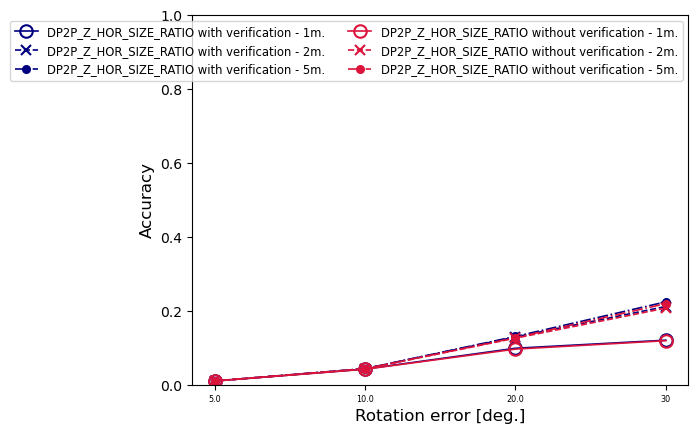 1.0
DP2P_Z_HOR_SIZE_RATIO with verification - 1m.
DP2P_Z_HOR_SIZE_RATIO with verification - 2m.
DP2P_Z_HOR_SIZE_RATIO with verification - 5m.
DP2P_Z_HOR_SIZE_RATIO without verification - 1m.
DP2P_Z_HOR_SIZE_RATIO without verification - 2m.
DP2P_Z_HOR_SIZE_RATIO without verification - 5m.
0.8
0.6
0.4
0.2
0.0
Accuracy
5.0 10.0 20.0 30
Rotation error [deg.]